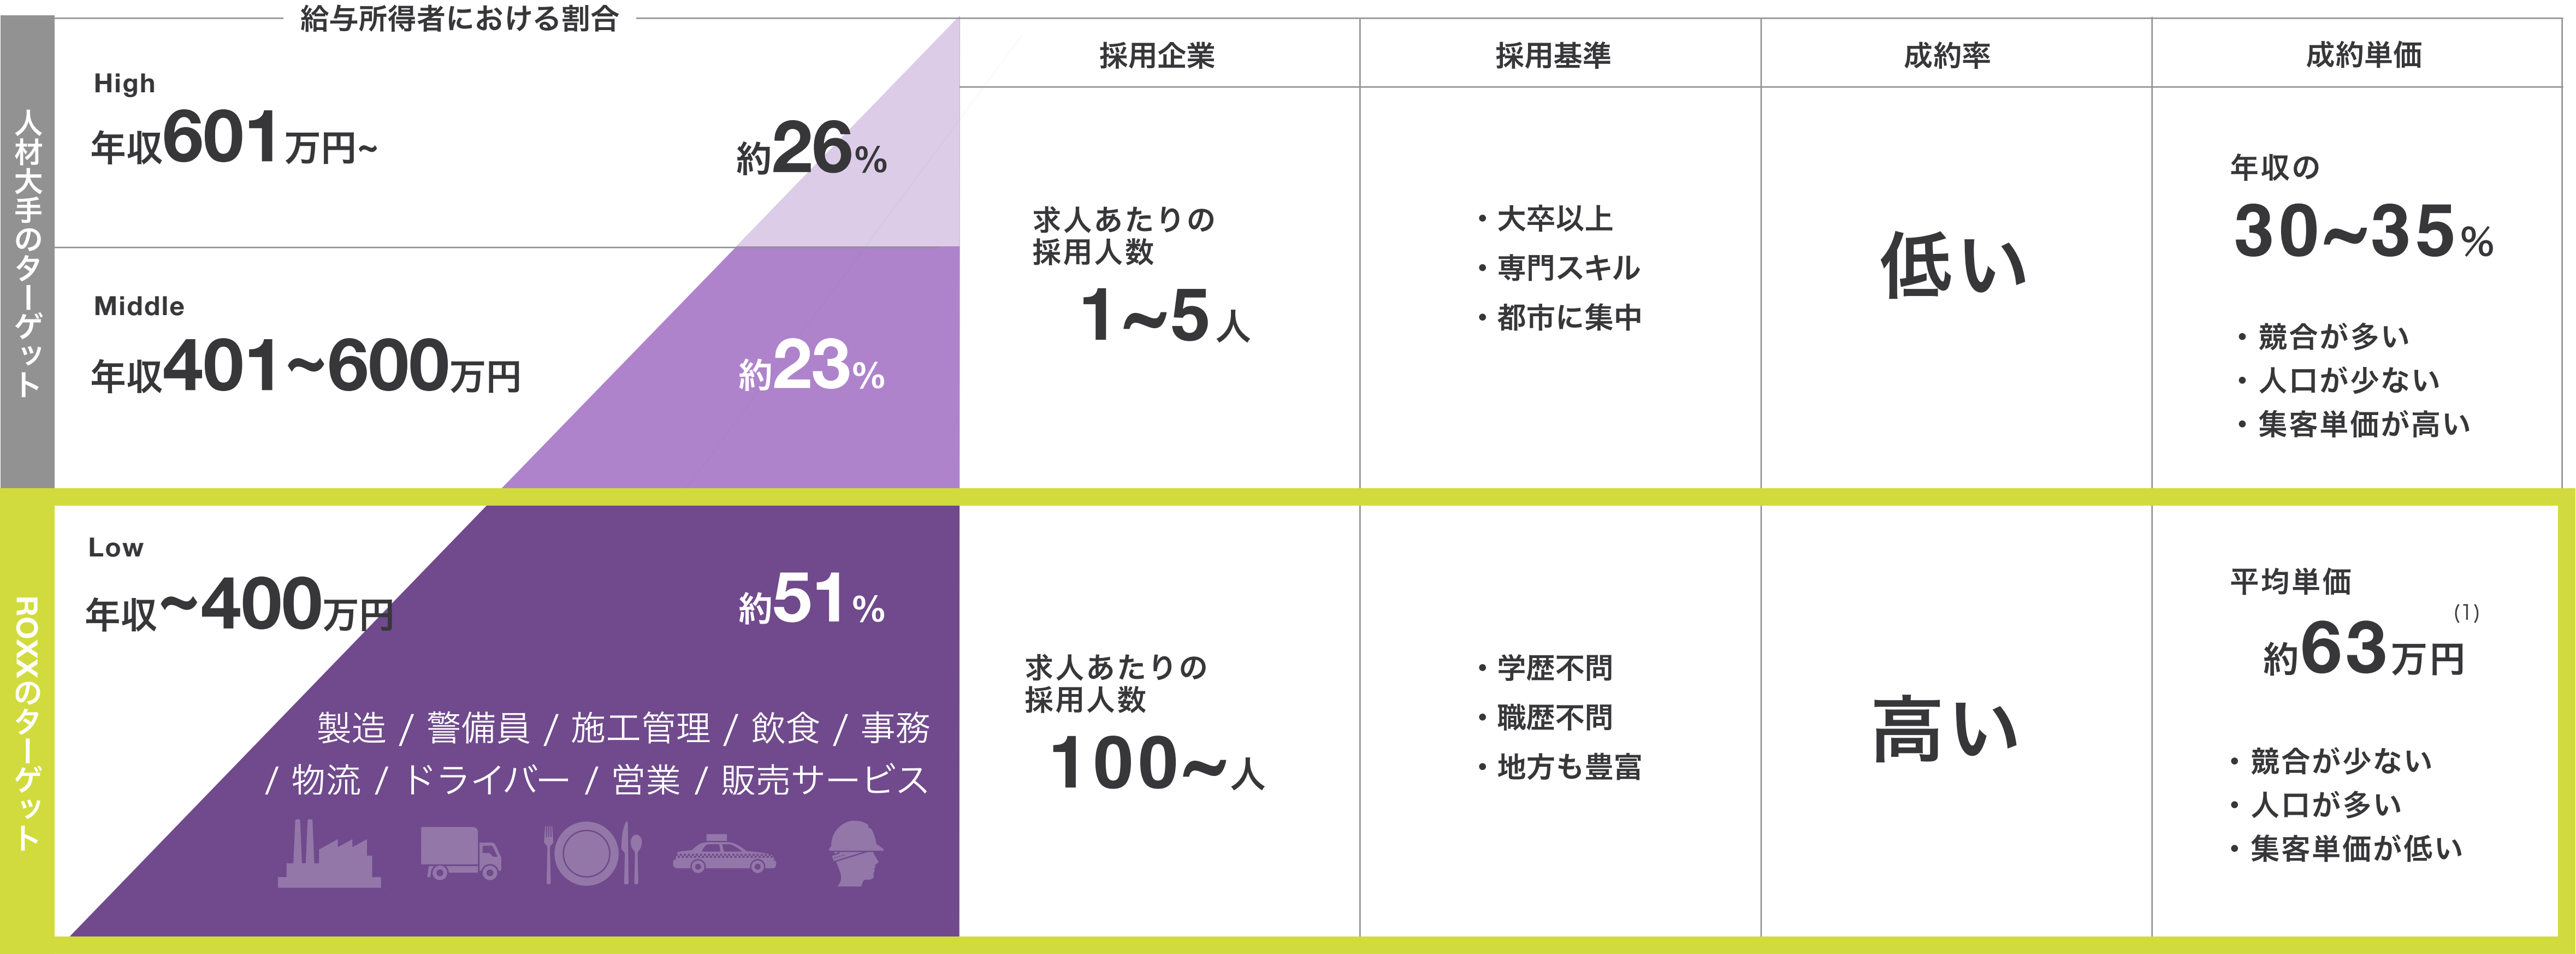 給与所得者における割合
採用企業
採用基準
成約率
成約単価
人材大手のターゲット
High
年収601万円~
約26%
Middle
年収401~600万円
約23%
求人あたりの
採用人数
1~5人
・大卒以上
・専門スキル
・都市に集中
低い
年収の
30~35%
・競合が多い
・人口が少ない
・集客単価が高い
ROXXのターゲット
Low
年収~400万円
約51%
製造 / 警備員 / 施工管理 / 飲食 / 事務
/ 物流 / ドライバー / 営業 / 販売サービス
求人あたりの
採用人数
100~人
・学歴不問
・職歴不問
・地方も豊富
高い
平均単価
約63万円(1)
・競合が少ない
・人口が多い
・集客単価が低い